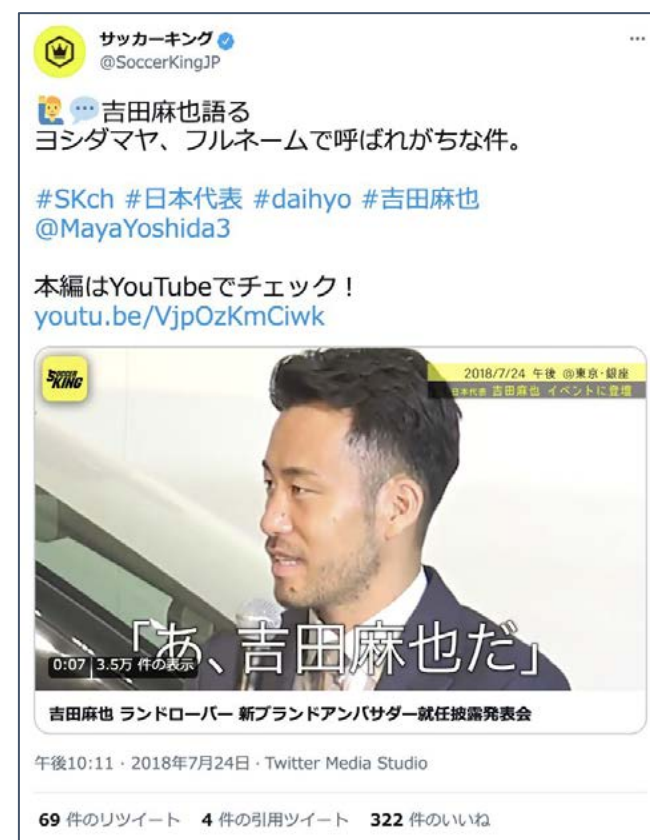 サッカーキング
@SoccerKingJP
吉田麻也語る
ヨシダマヤ、フルネームで呼ばれがちな件。
#SKch #日本代表 #daihyo #吉田麻也
@MayaYoshida3
本編はYouTubeでチェック！
youtu.be/VjpOzKmCiwk
SOCCER KING
2018/7/24 午後 @東京・銀座
日本代表 吉田麻也 イベントに登壇
「あ、吉田麻也だ」
0:07 3.5万 件の表示
吉田麻也 ランドローバー 新ブランドアンバサダー就任披露発表会
午後10:11 · 2018年7月24日 · Twitter Media Studio
69 件のリツイート 4 件の引用ツイート 322 件のいいね